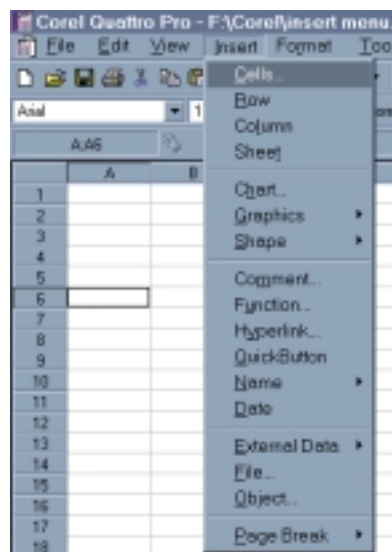 Corel Quattro Pro - F:\Corel\insert menu.
File Edit View Insert Format Too
Arial
A:A6
A B
1
2
3
4
5
6
7
8
9
10
11
12
13
14
15
16
17
18
Cells...
Row
Column
Sheet
Chart...
Graphics
Shape
Comment...
Function...
Hyperlink...
QuickButton
Name
Date
External Data
File...
Object...
Page Break